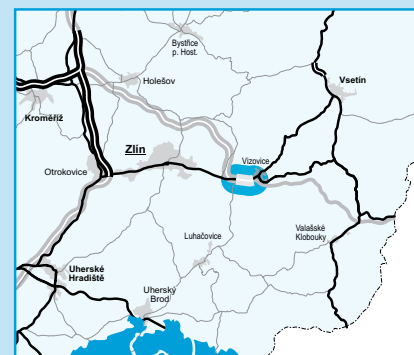 Bystřice
p. Host.
Holešov
Vsetín
Kroměříž
Zlín
Otrokovice
Vizovice
Luhačovice
Valašské
Klobouky
Uherské
Hradiště
Uherský
Brod